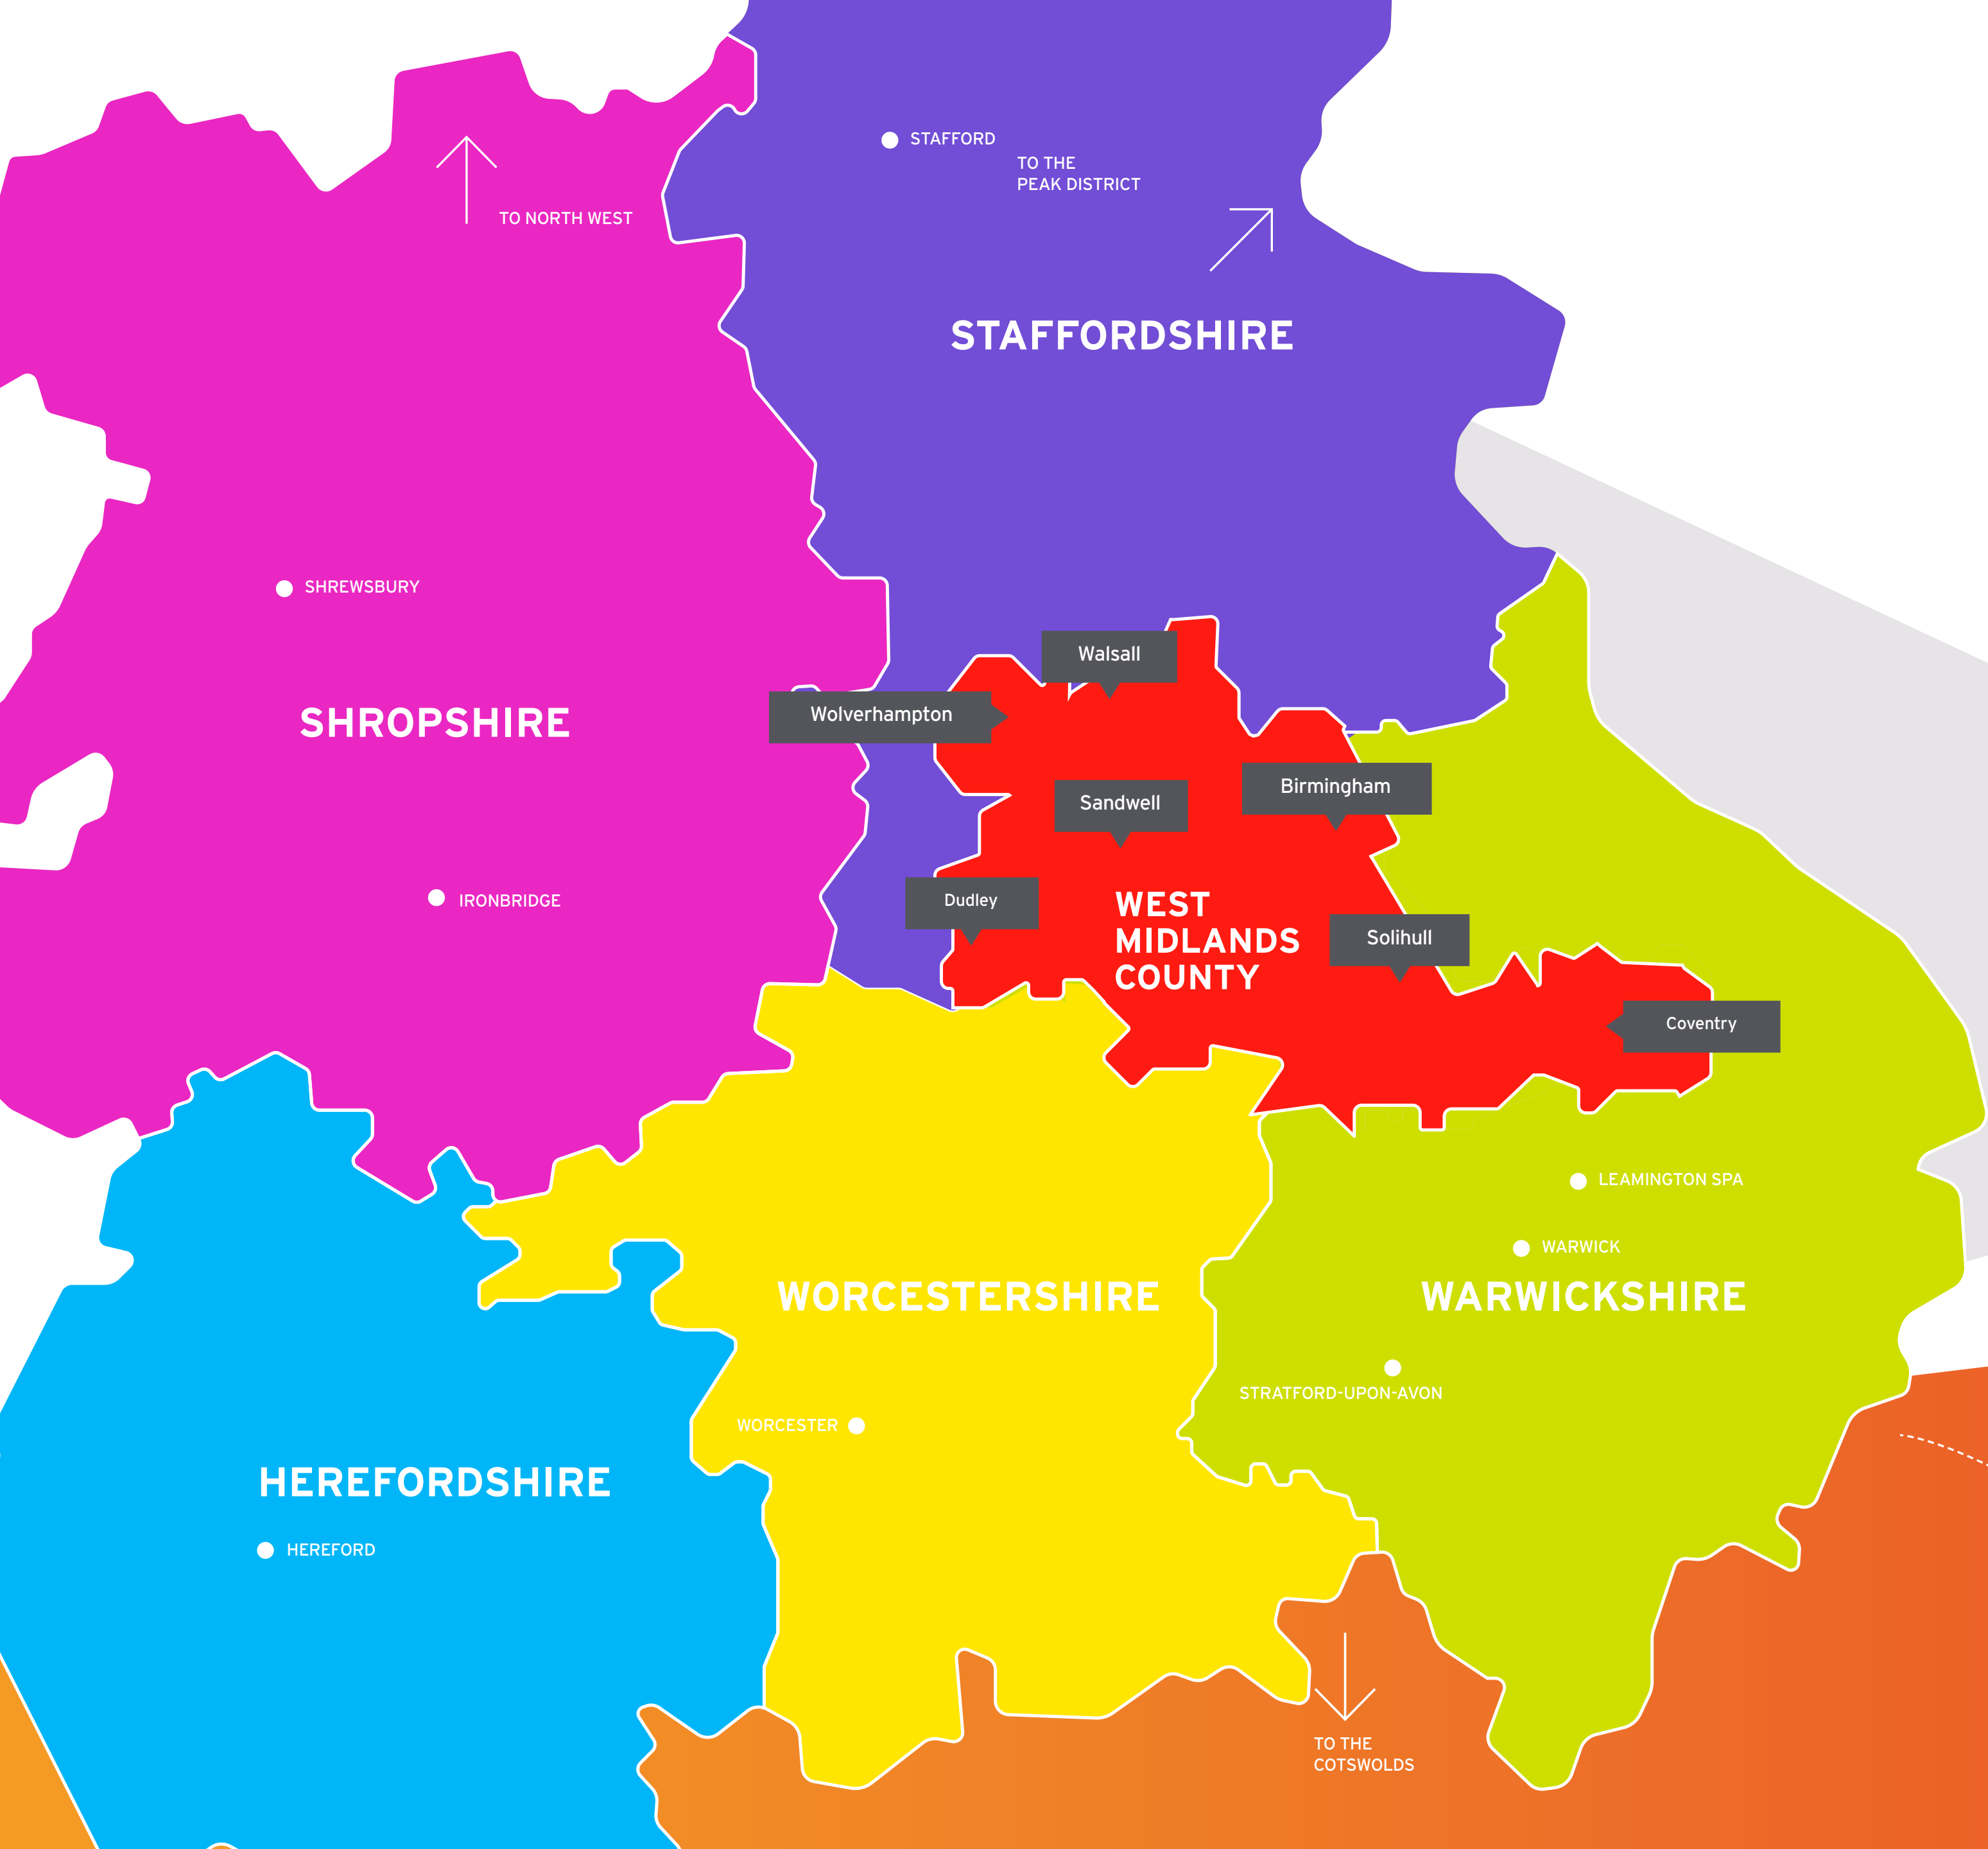 STAFFORD
TO THE
PEAK DISTRICT
TO NORTH WEST
STAFFORDSHIRE
SHREWSBURY
Walsall
SHROPSHIRE
Wolverhampton
Birmingham
Sandwell
IRONBRIDGE
Dudley
WEST
MIDLANDS
COUNTY
Solihull
Coventry
LEAMINGTON SPA
WARWICK
WORCESTERSHIRE
WARWICKSHIRE
STRATFORD-UPON-AVON
WORCESTER
HEREFORDSHIRE
HEREFORD
TO THE
COTSWOLDS